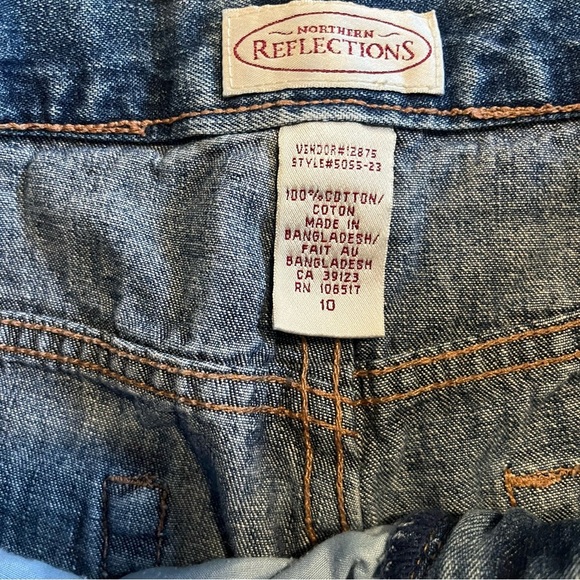 NORTHERN
REFLECTIONS
VENDOR#12875
STYLE#5055-23
100%COTTON/
COTON
MADE IN
BANGLADESH/
FAIT AU
BANGLADESH
CA 39123
RN 106517
10